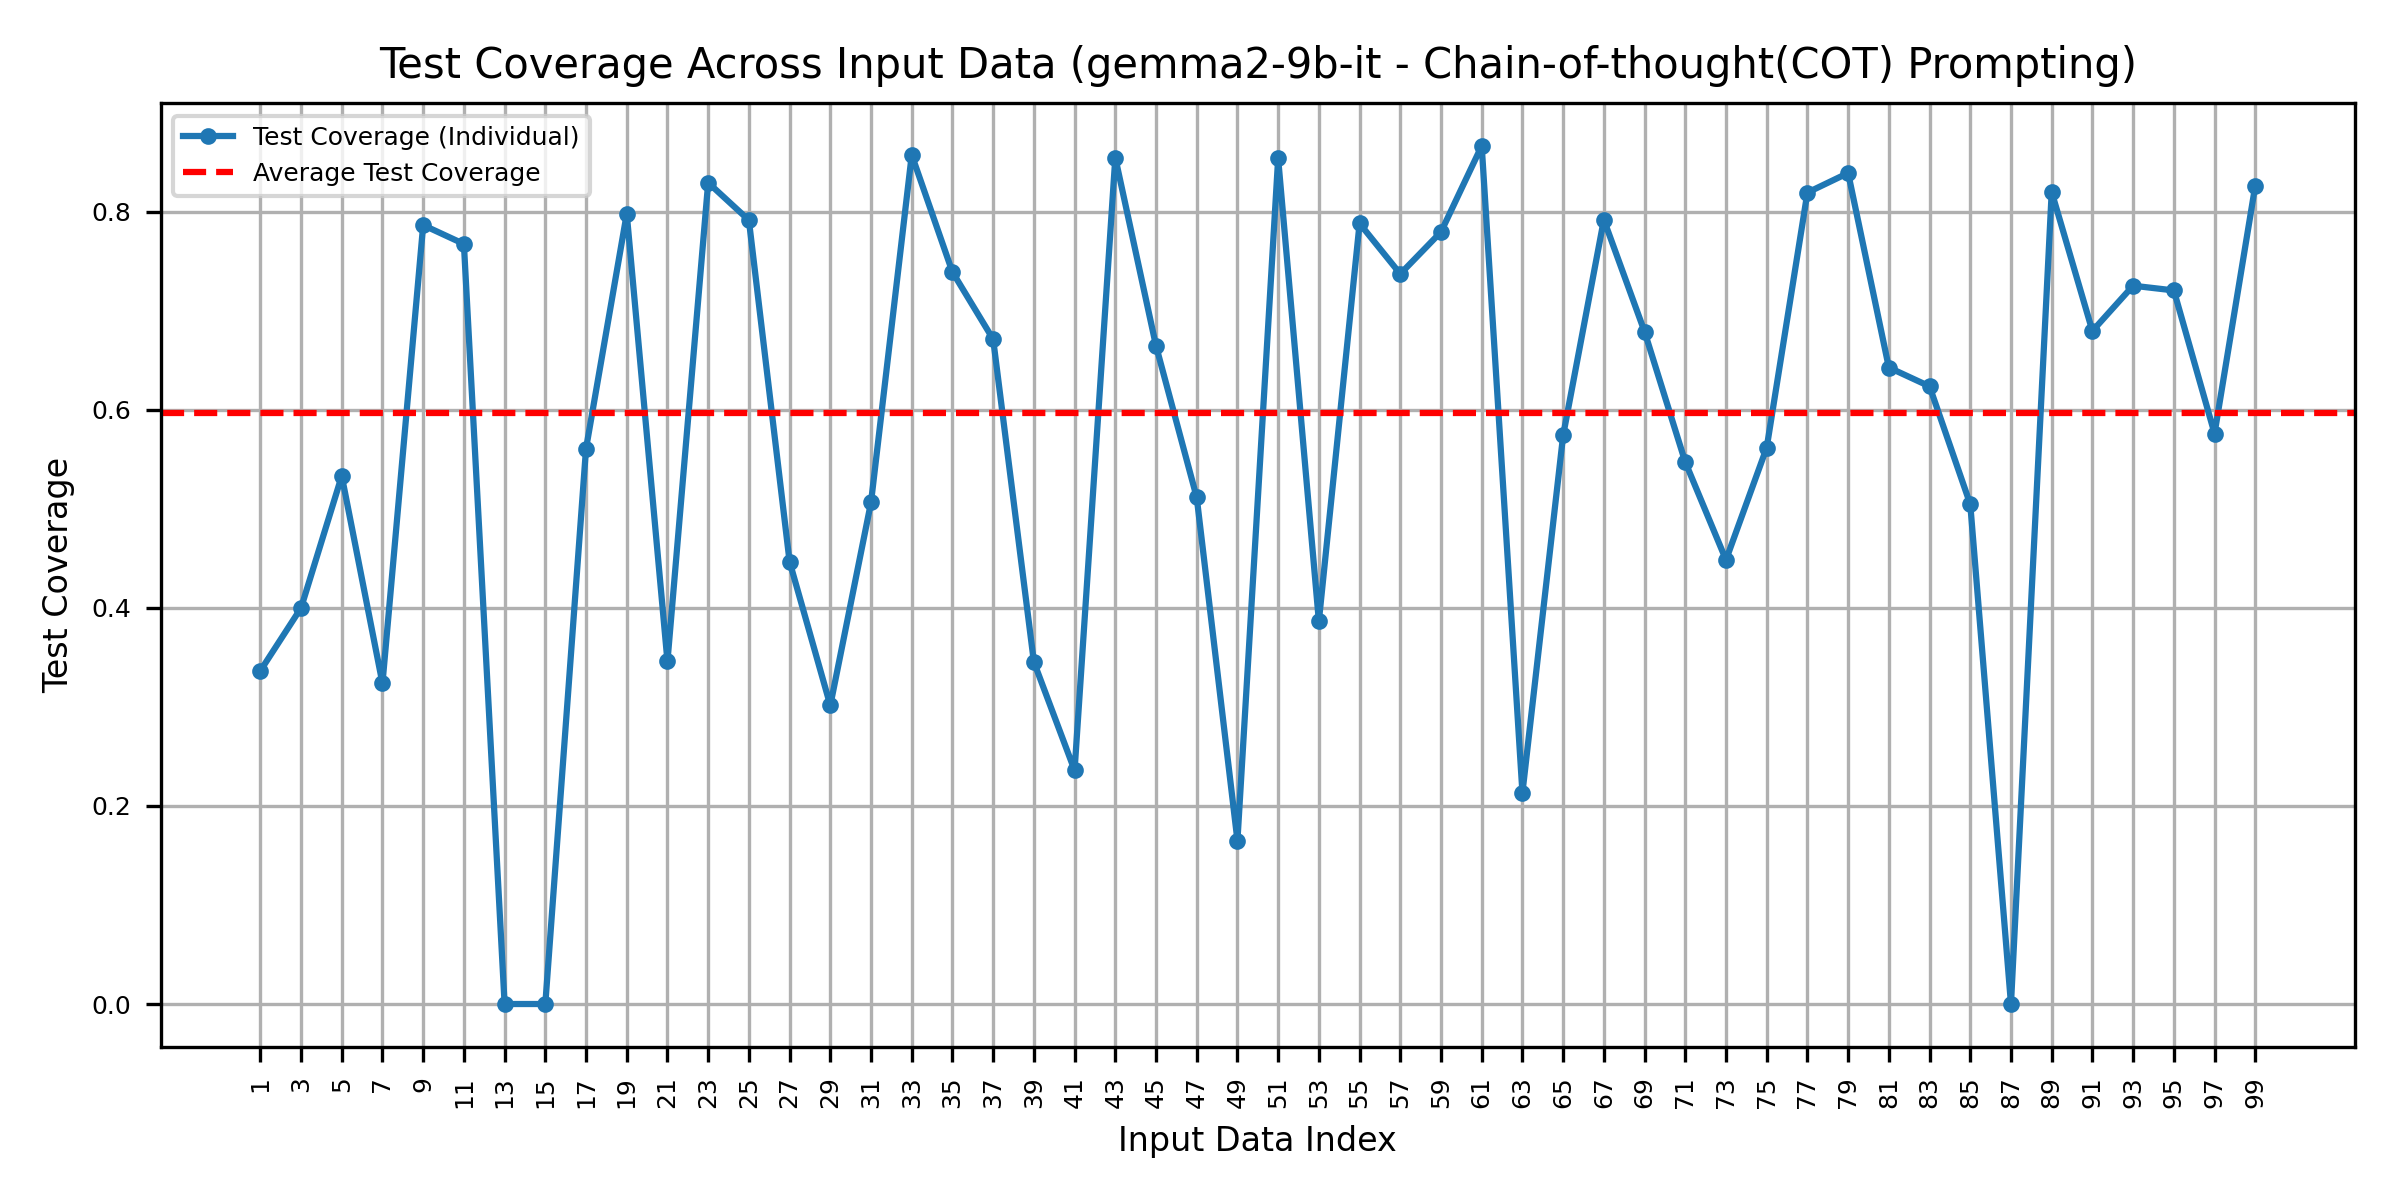 Test Coverage Across Input Data (gemma2-9b-it - Chain-of-thought(COT) Prompting)
Test Coverage (Individual)
Average Test Coverage
Test Coverage
0.8
0.6
0.4
0.2
0.0
1 3 5 7 9 11 13 15 17 19 21 23 25 27 29 31 33 35 37 39 41 43 45 47 49 51 53 55 57 59 61 63 65 67 69 71 73 75 77 79 81 83 85 87 89 91 93 95 97 99
Input Data Index